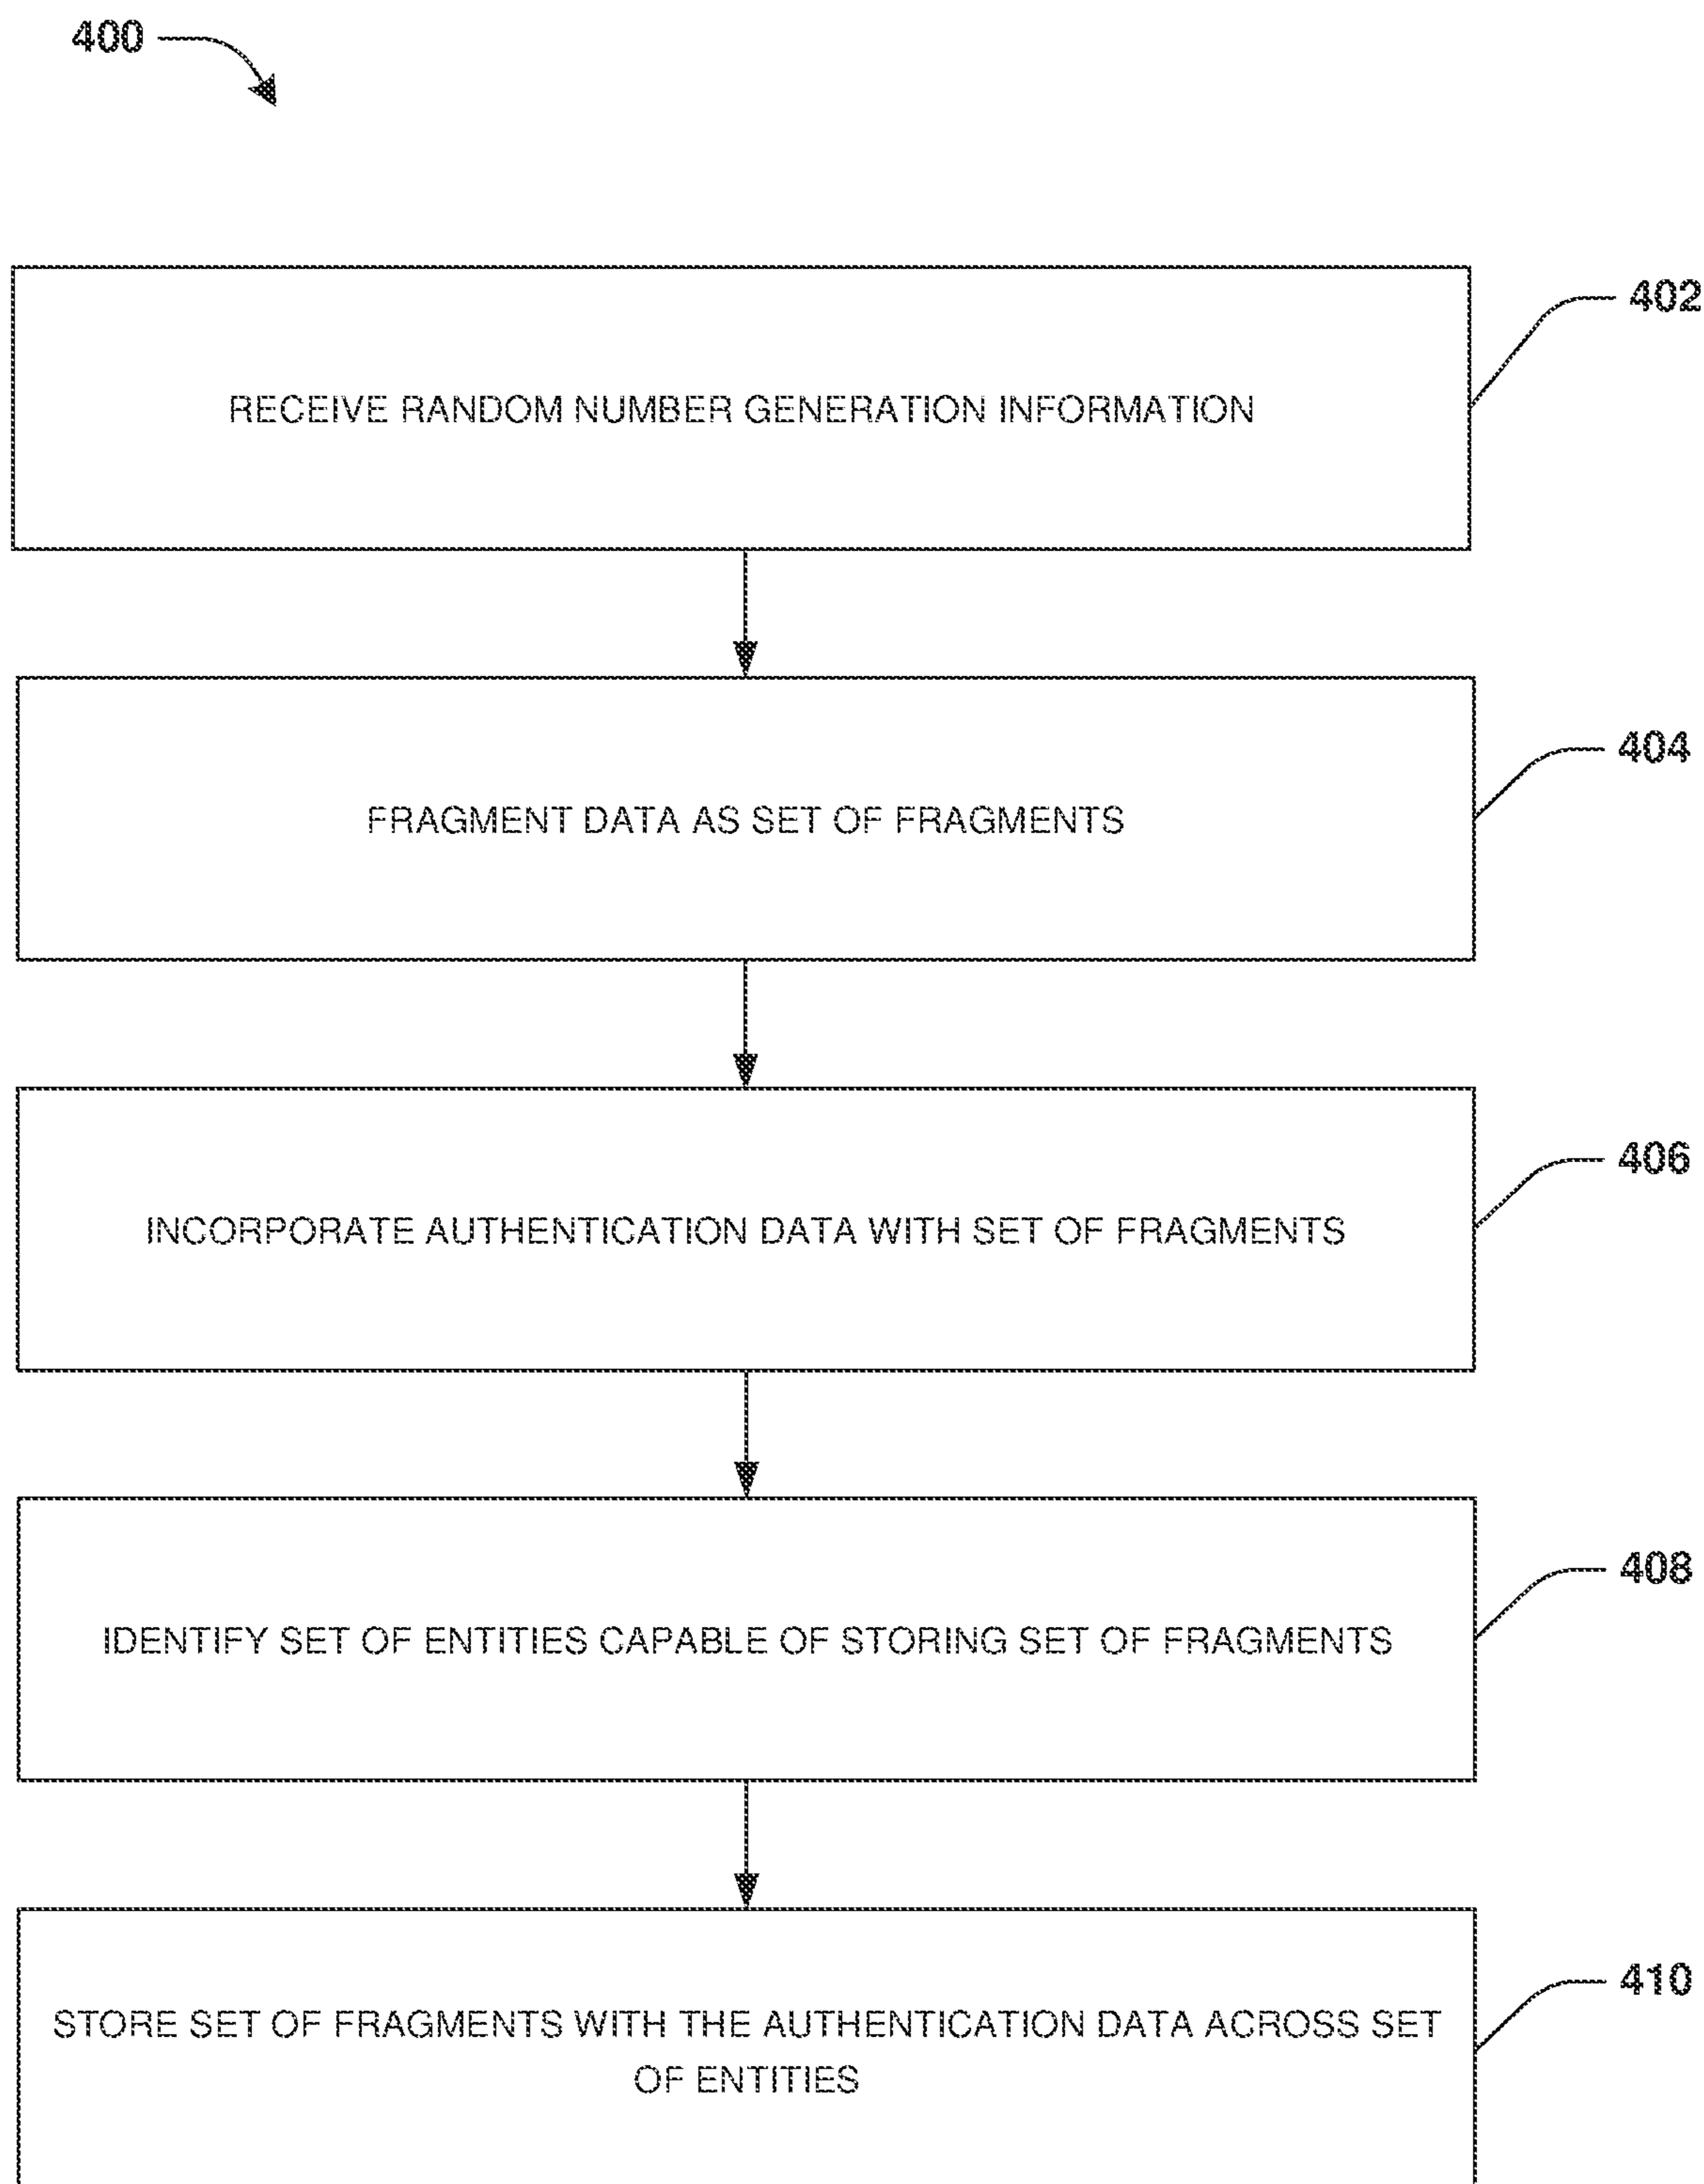 400
402
RECEIVE RANDOM NUMBER GENERATION INFORMATION
404
FRAGMENT DATA AS SET OF FRAGMENTS
406
INCORPORATE AUTHENTICATION DATA WITH SET OF FRAGMENTS
408
IDENTIFY SET OF ENTITIES CAPABLE OF STORING SET OF FRAGMENTS
410
STORE SET OF FRAGMENTS WITH THE AUTHENTICATION DATA ACROSS SET
OF ENTITIES